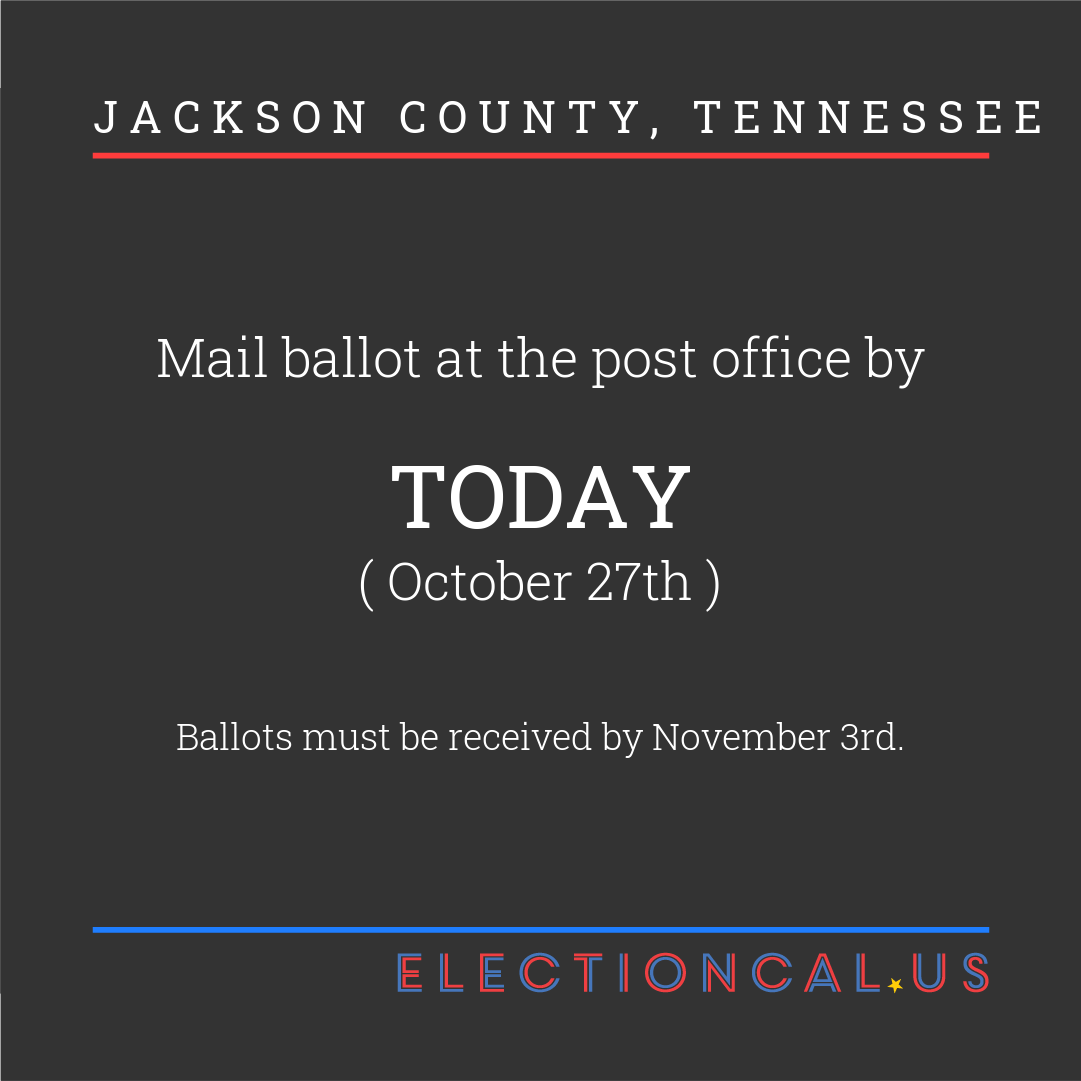 JACKSON COUNTY, TENNESSEE
Mail ballot at the post office by
TODAY
( October 27th )
Ballots must be received by November 3rd.
ELECTIONCAL.US